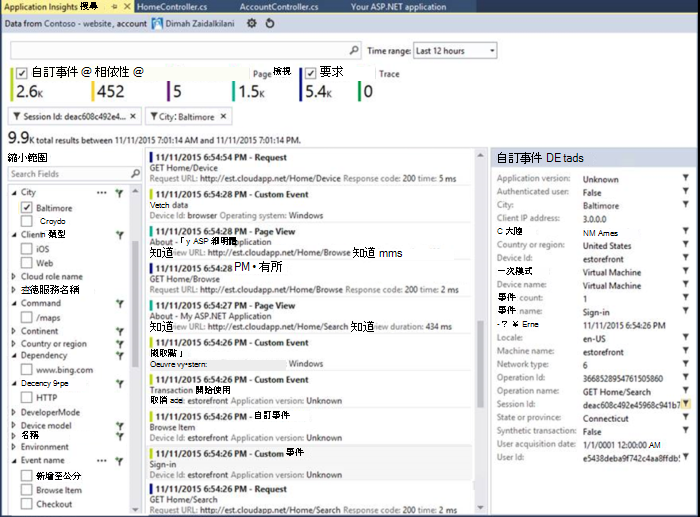 Application Insights 搜尋
HomeController.cs
AccountController.cs
Your ASP.NET application
Data from Contoso - website, account Dimah Zaidalkilani
Time range: Last 12 hours
自訂事件 @ 相依性 @ Page 檢視 要求 Trace
2.6K 452 5 1.5K 5.4K 0
Session Id: deac608c492e4...
City: Baltimore
9.9K total results between 11/11/2015 7:01:14 AM and 11/11/2015 7:01:14 PM.
縮小範圍
Search Fields
City
Baltimore
Croydo
Clientn 類型
iOS
Web
Cloud role name
查德服務名稱
Command
/maps
Continent
Country or region
Dependency
www.bing.com
Decency 9•pe
HTTP
DeveloperMode
Device model
名稱
Environment
Event name
新增至公分
Browse Item
Checkout
11/11/2015 6:54:54 PM - Request
GET Home/Device
Request URL: http://est.cloudapp.net/Home/Device Response code: 200 time: 5 ms
11/11/2015 6:54:28 PM - Custom Event
Vetch data
Device Id: browser Operating system: Windows
11/11/2015 6:54:28 PM - Page View
About - 「y ASP 細明體 Application
知道 iew URL: http://est.cloudapp.net/Home/Browse 知道 mms
11/11/2015 6:54:28 PM • 有所
GET Home/Browse
Request URL: http://est.cloudapp.net/Home/Browse Response code: 200 time: 2 ms
11/11/2015 6:54:27 PM - Page View
About - My ASP.NET Application
知道 iew URL: http://est.cloudapp.net/Home/Search 知道 iew duration: 434 ms
11/11/2015 6:54:26 PM - Custom Event
擷取點」
Oeuvre vy•stern: Windows
11/11/2015 6:54:26 PM - Custom Event
Transaction 開始使用
取消 adel: estorefront Application version: Unknown
11/11/2015 6:54:26 PM - 自訂事件
Browse Item
Device Id: estorefront Application version: Unknown
11/11/2015 6:54:26 PM - Custom 事件
Sign-in
Device Id: estorefront Application version: Unknown
11/11/2015 6:54:26 PM - Request
GET Home/Search
Request URL: http://est.cloudapp.net/Home/Search Response code: 200 time: 2 ms
自訂事件 DE tads
Application version: Unknown
Authenticated user: False
City: Baltimore
Client IP address: 3.0.0.0
C 大陸 NM Ames
Country or region: United States
Device Id: estorefront
一次模式 Virtual Machine
Device name: Virtual Machine
事件 count: 1
事件 name: Sign-in
-？ ￥ Eme 11/11/2015 6:54:26 PM
Locale: en-US
Machine name: estorefront
Network type: 6
Operation Id: 3668528954761505860
Operation name: GET Home/Search
Session Id: deac608c492e45968c941b7
State or province: Connecticut
Synthetic transaction: False
User acquisition date: 1/1/0001 12:00:00 AM
User Id: e5438deba9f742c4aa8ffdb5